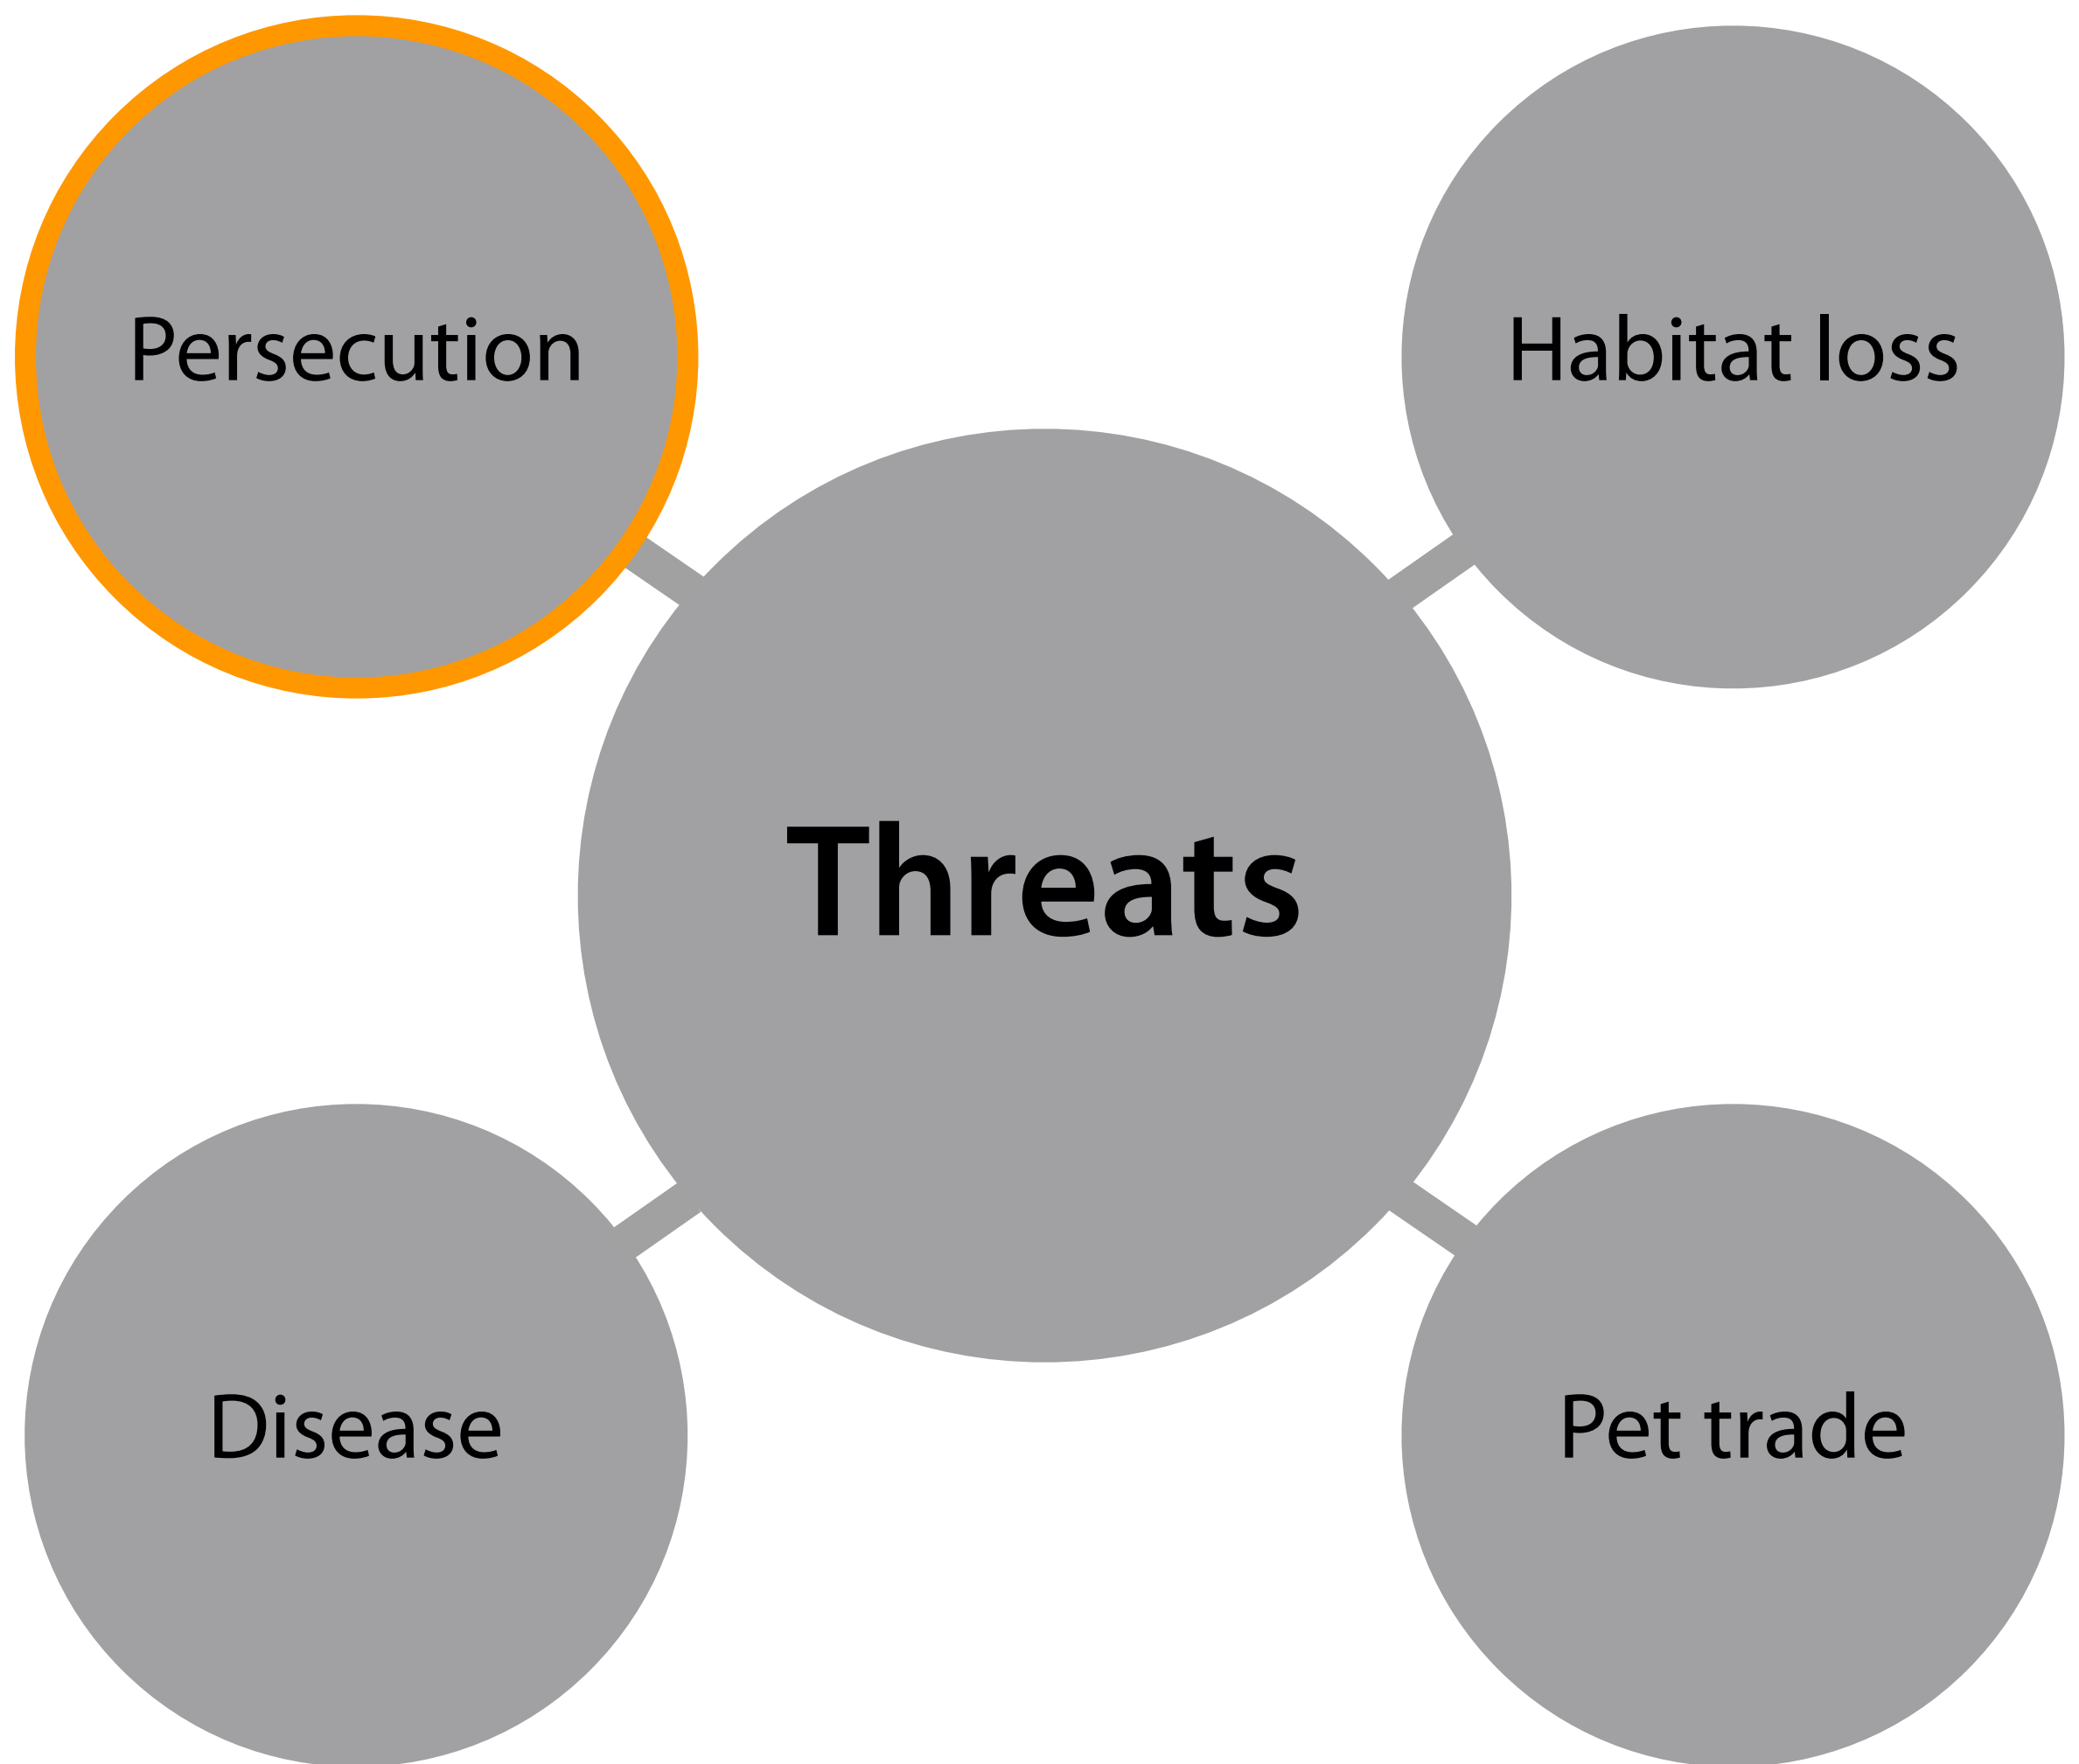 Persecution
Habitat loss
Threats
Disease
Pet trade